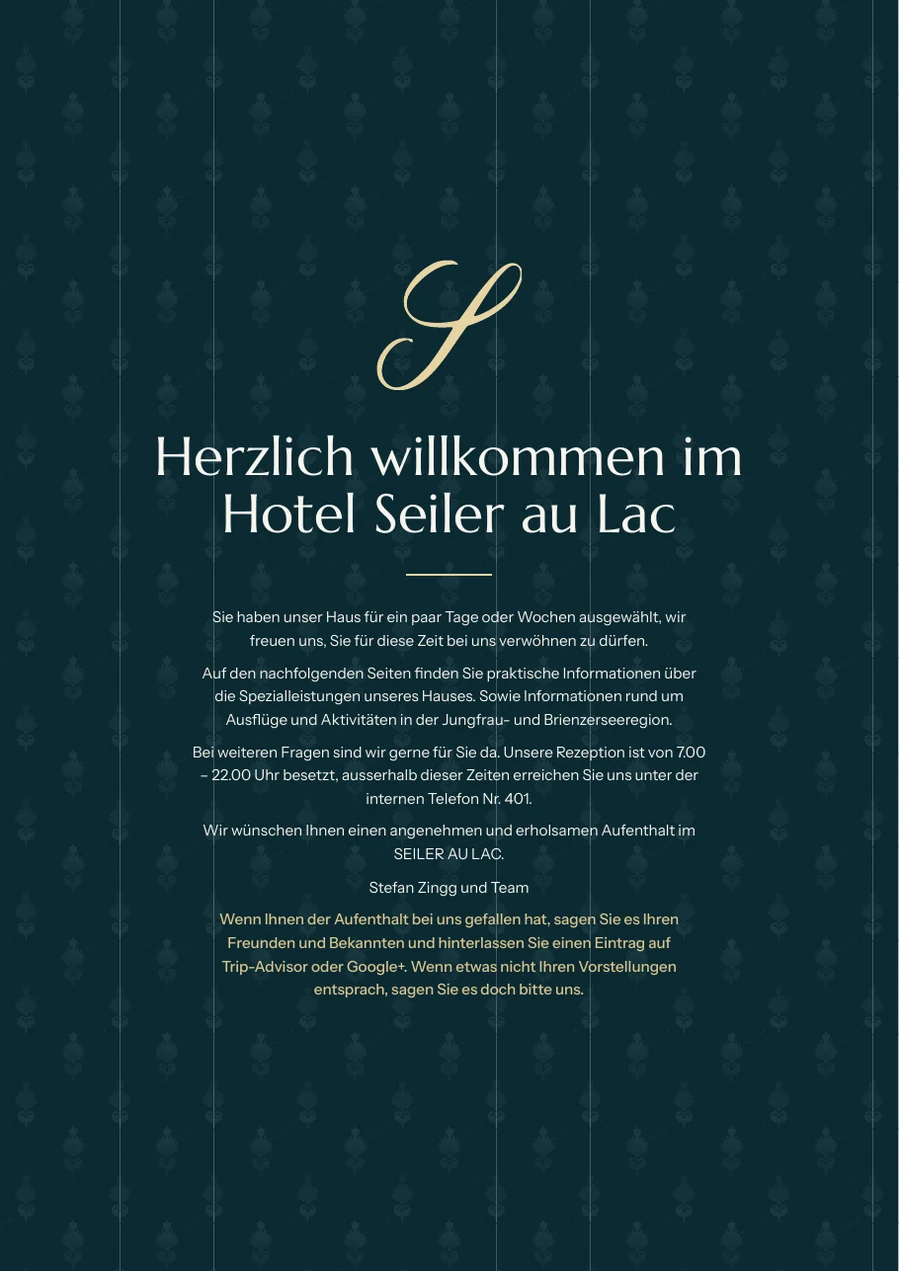 S
Herzlich willkommen im
Hotel Seiler au Lac
Sie haben unser Haus für ein paar Tage oder Wochen ausgewählt, wir
freuen uns, Sie für diese Zeit bei uns verwöhnen zu dürfen.
Auf den nachfolgenden Seiten finden Sie praktische Informationen über
die Spezialleistungen unseres Hauses. Sowie Informationen rund um
Ausflüge und Aktivitäten in der Jungfrau- und Brienzerseeregion.
Bei weiteren Fragen sind wir gerne für Sie da. Unsere Rezeption ist von 7.00
– 22.00 Uhr besetzt, ausserhalb dieser Zeiten erreichen Sie uns unter der
internen Telefon Nr. 401.
Wir wünschen Ihnen einen angenehmen und erholsamen Aufenthalt im
SEILER AU LAC.
Stefan Zingg und Team
Wenn Ihnen der Aufenthalt bei uns gefallen hat, sagen Sie es Ihren
Freunden und Bekannten und hinterlassen Sie einen Eintrag auf
Trip-Advisor oder Google+. Wenn etwas nicht Ihren Vorstellungen
entsprach, sagen Sie es doch bitte uns.